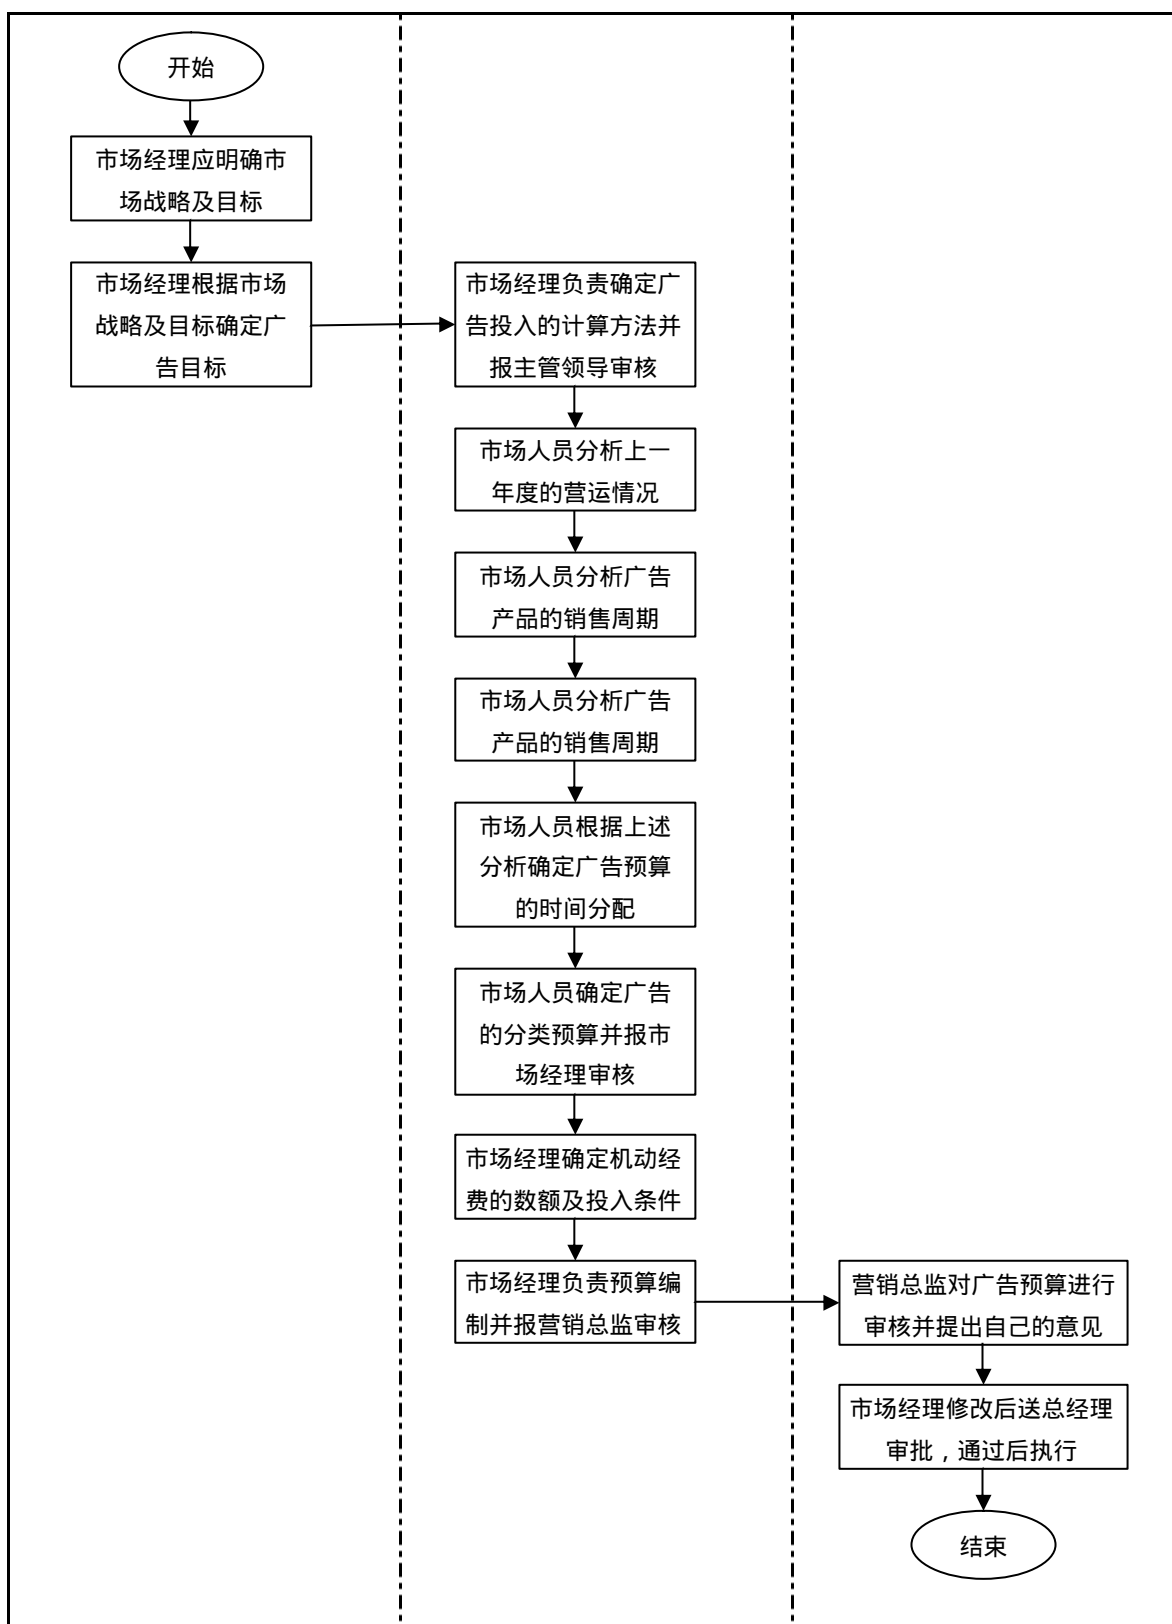 开始
市场经理应明确市
场战略及目标
市场经理根据市场
战略及目标确定广
告目标
市场经理负责确定广
告投入的计算方法并
报主管领导审核
市场人员分析上一
年度的营运情况
市场人员分析广告
产品的销售周期
市场人员分析广告
产品的销售周期
市场人员根据上述
分析确定广告预算
的时间分配
市场人员确定广告
的分类预算并报市
场经理审核
市场经理确定机动经
费的数额及投入条件
市场经理负责预算编
制并报营销总监审核
营销总监对广告预算进行
审核并提出自己的意见
市场经理修改后送总经理
审批，通过后执行
结束